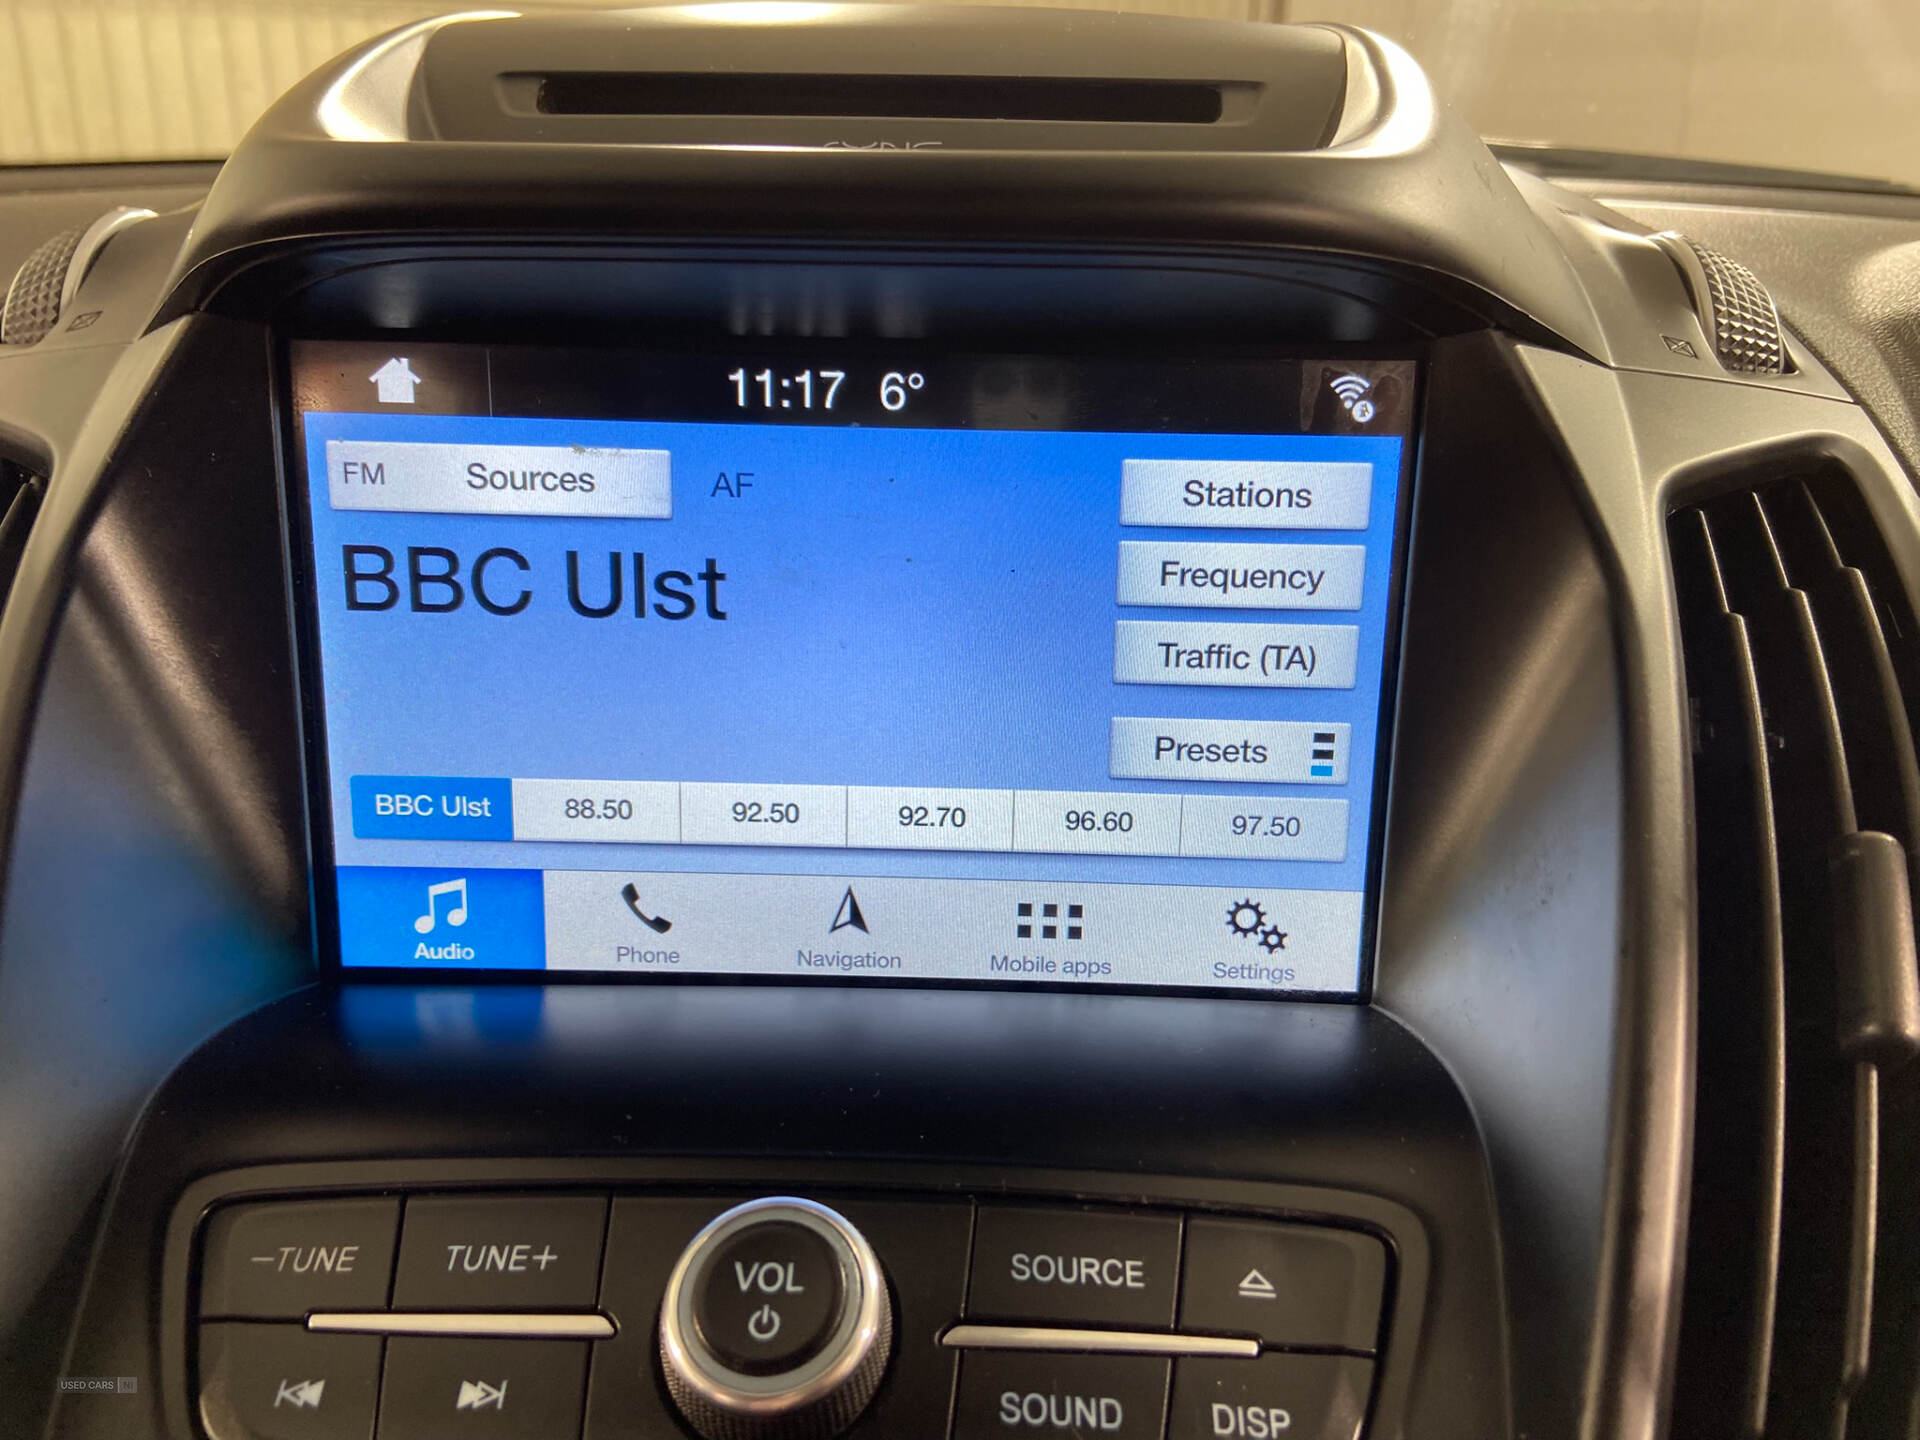 SYNC
11:17 6°
FM Sources AF
Stations
BBC Ulst
Frequency
Traffic (TA)
Presets
BBC Ulst 88.50 92.50 92.70 96.60 97.50
Audio Phone Navigation Mobile apps Settings
−TUNE TUNE+ VOL SOURCE
SOUND DISP
USED CARS NI